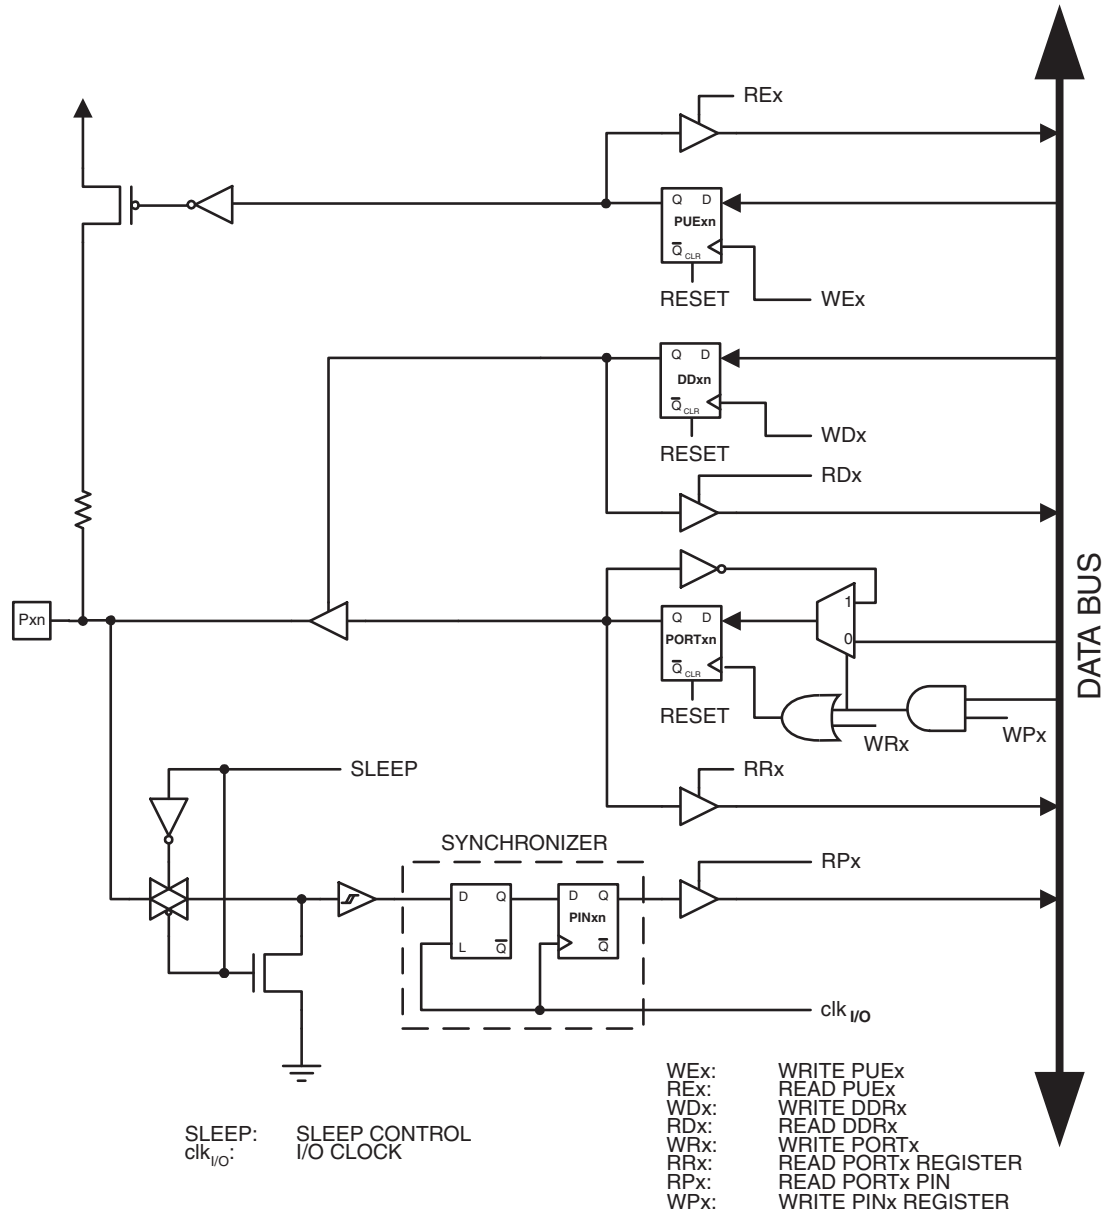 REx
Q D
PUExn
Q CLR
RESET
WEx
Q D
DDxn
Q CLR
RESET
WDx
RDx
Pxn
1
Q D
PORTxn
0
Q CLR
RESET
WRx
WPx
DATA BUS
SLEEP
RRx
SYNCHRONIZER
RPx
D Q
D Q
PINxn
L Q
Q
clk I/O
WEx: WRITE PUEx
REx: READ PUEx
WDx: WRITE DDRx
RDx: READ DDRx
WRx: WRITE PORTx
RRx: READ PORTx REGISTER
RPx: READ PORTx PIN
WPx: WRITE PINx REGISTER
SLEEP: SLEEP CONTROL
clkI/O: I/O CLOCK